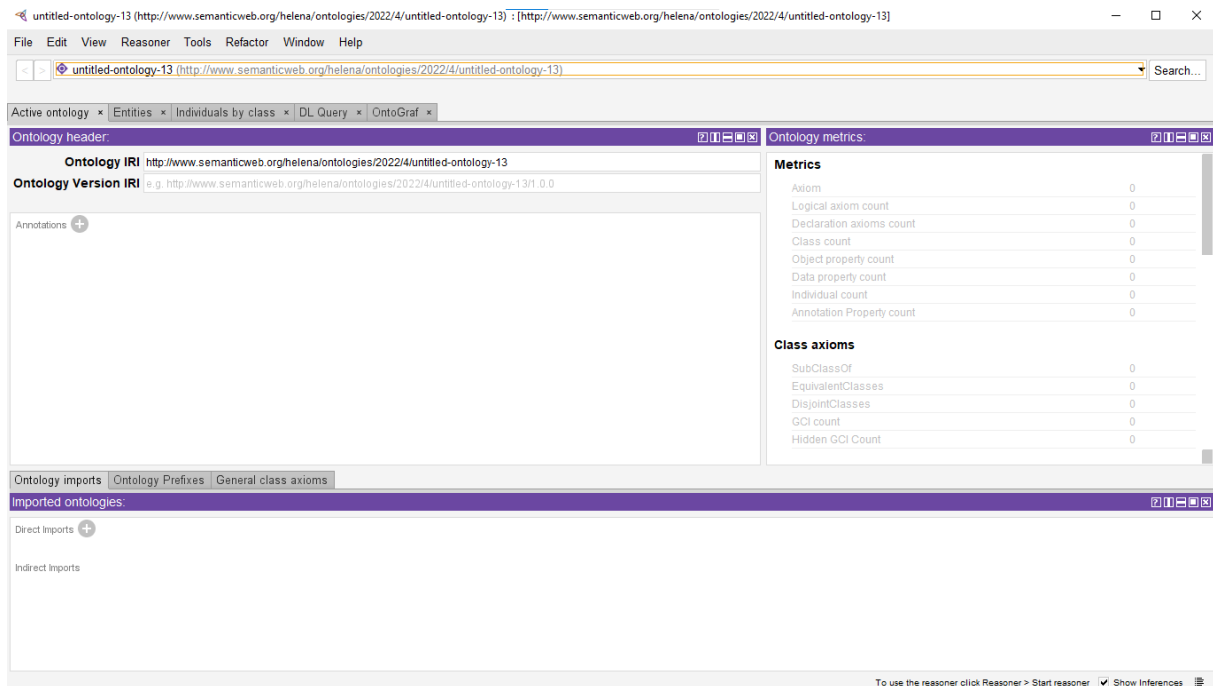 untitled-ontology-13 (http://www.semanticweb.org/helena/ontologies/2022/4/untitled-ontology-13) : [http://www.semanticweb.org/helena/ontologies/2022/4/untitled-ontology-13]
File Edit View Reasoner Tools Refactor Window Help
< > untitled-ontology-13 (http://www.semanticweb.org/helena/ontologies/2022/4/untitled-ontology-13) Search...
Active ontology × Entities × Individuals by class × DL Query × OntoGraf ×
Ontology header:
Ontology IRI http://www.semanticweb.org/helena/ontologies/2022/4/untitled-ontology-13
Ontology Version IRI e.g. http://www.semanticweb.org/helena/ontologies/2022/4/untitled-ontology-13/1.0.0
Annotations
Ontology metrics:
Metrics
Axiom 0
Logical axiom count 0
Declaration axioms count 0
Class count 0
Object property count 0
Data property count 0
Individual count 0
Annotation Property count 0
Class axioms
SubClassOf 0
EquivalentClasses 0
DisjointClasses 0
GCI count 0
Hidden GCI Count 0
Ontology imports Ontology Prefixes General class axioms
Imported ontologies:
Direct Imports
Indirect Imports
To use the reasoner click Reasoner > Start reasoner Show Inferences